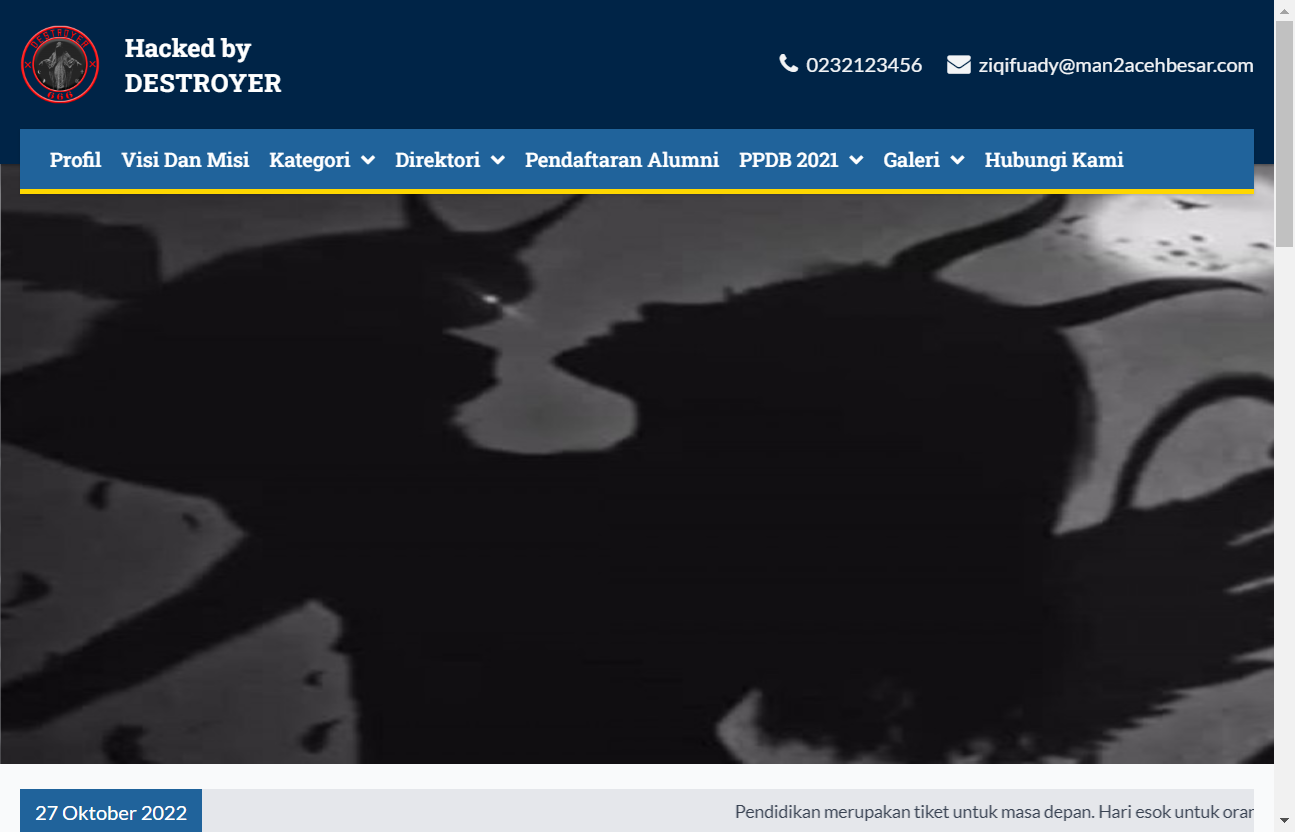 DESTROYER
666
Hacked by
DESTROYER
0232123456
ziqifuady@man2acehbesar.com
Profil Visi Dan Misi Kategori Direktori Pendaftaran Alumni PPDB 2021 Galeri Hubungi Kami
27 Oktober 2022
Pendidikan merupakan tiket untuk masa depan. Hari esok untuk orar